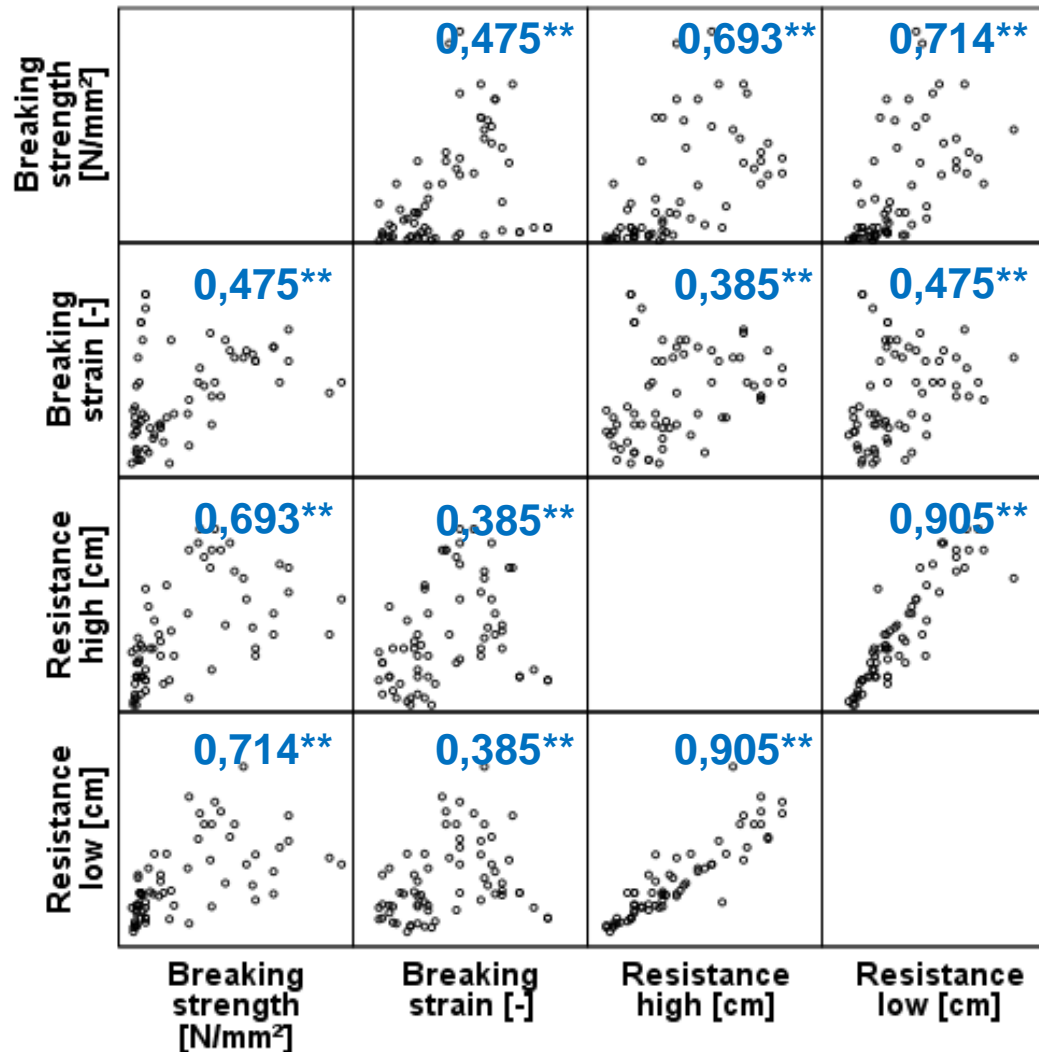 Breaking
strength
[N/mm²]
0,475**
0,693**
0,714**
Breaking
strain [-]
0,475**
0,385**
0,475**
Resistance
high [cm]
0,693**
0,385**
0,905**
Resistance
low [cm]
0,714**
0,385**
0,905**
Breaking
strength
[N/mm²]
Breaking
strain [-]
Resistance
high [cm]
Resistance
low [cm]